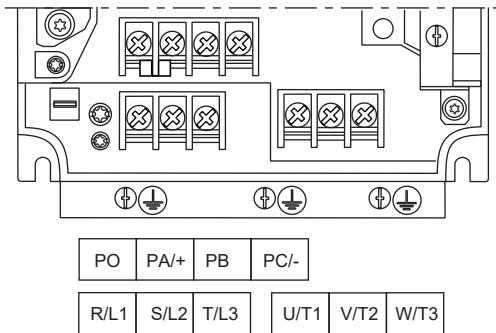 PO PA/+ PB PC/-
R/L1 S/L2 T/L3 U/T1 V/T2 W/T3